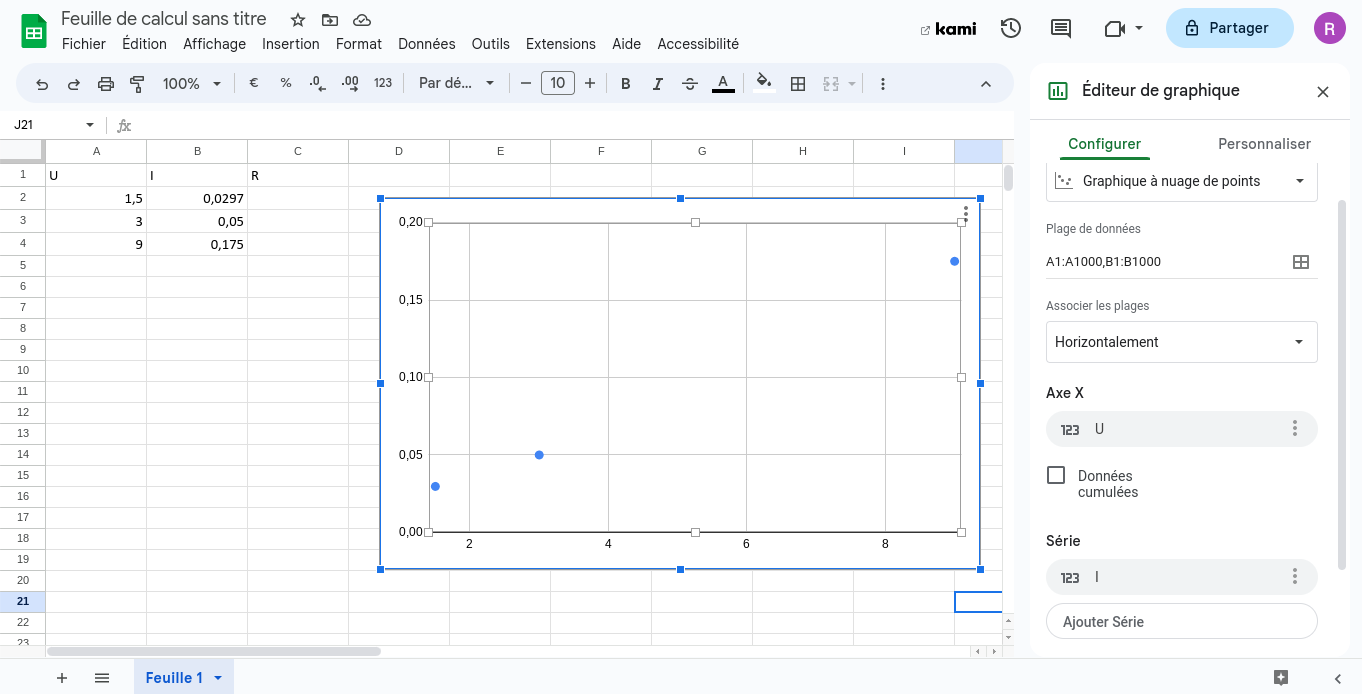 Feuille de calcul sans titre
Fichier Édition Affichage Insertion Format Données Outils Extensions Aide Accessibilité
kami
Partager
R
100% € % .0 .00 123 Par dé... 10 B I S A
J21 fx
Éditeur de graphique
Configurer Personnaliser
Graphique à nuage de points
Plage de données
A1:A1000,B1:B1000
Associer les plages
Horizontalement
Axe X
123 U
Données
cumulées
Série
123 I
Ajouter Série
A B C D E F G H I
1 U I R
2 1,5 0,0297
3 3 0,05
4 9 0,175
5
6
7
8
9
10
11
12
13
14
15
16
17
18
19
20
21
22
23
0,20
0,15
0,10
0,05
0,00
2 4 6 8
Feuille 1